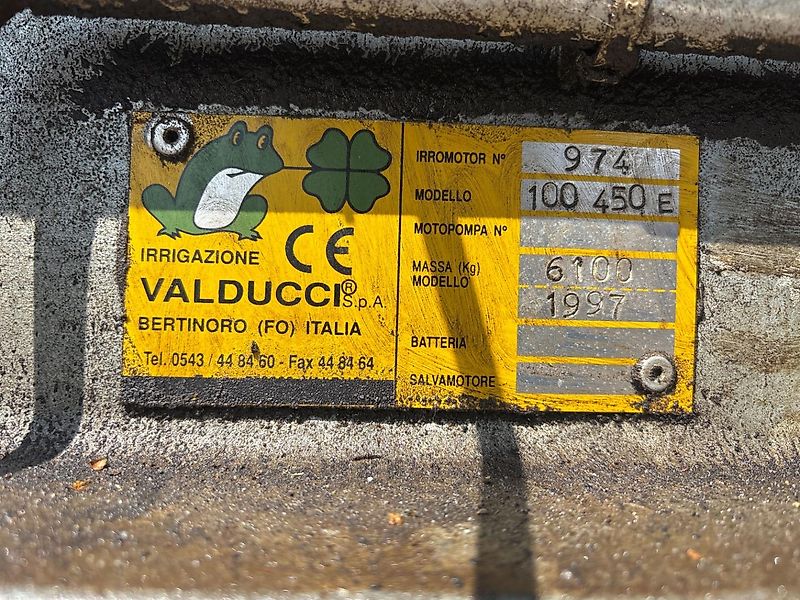 CE
IRRIGAZIONE
VALDUCCI® S.p.A.
BERTINORO (FO) ITALIA
Tel. 0543 / 44 84 60 - Fax 44 84 64
IRROMOTOR N° 974
MODELLO 100 450 E
MOTOPOMPA N°
MASSA (Kg) 6100
MODELLO 1997
BATTERIA
SALVAMOTORE